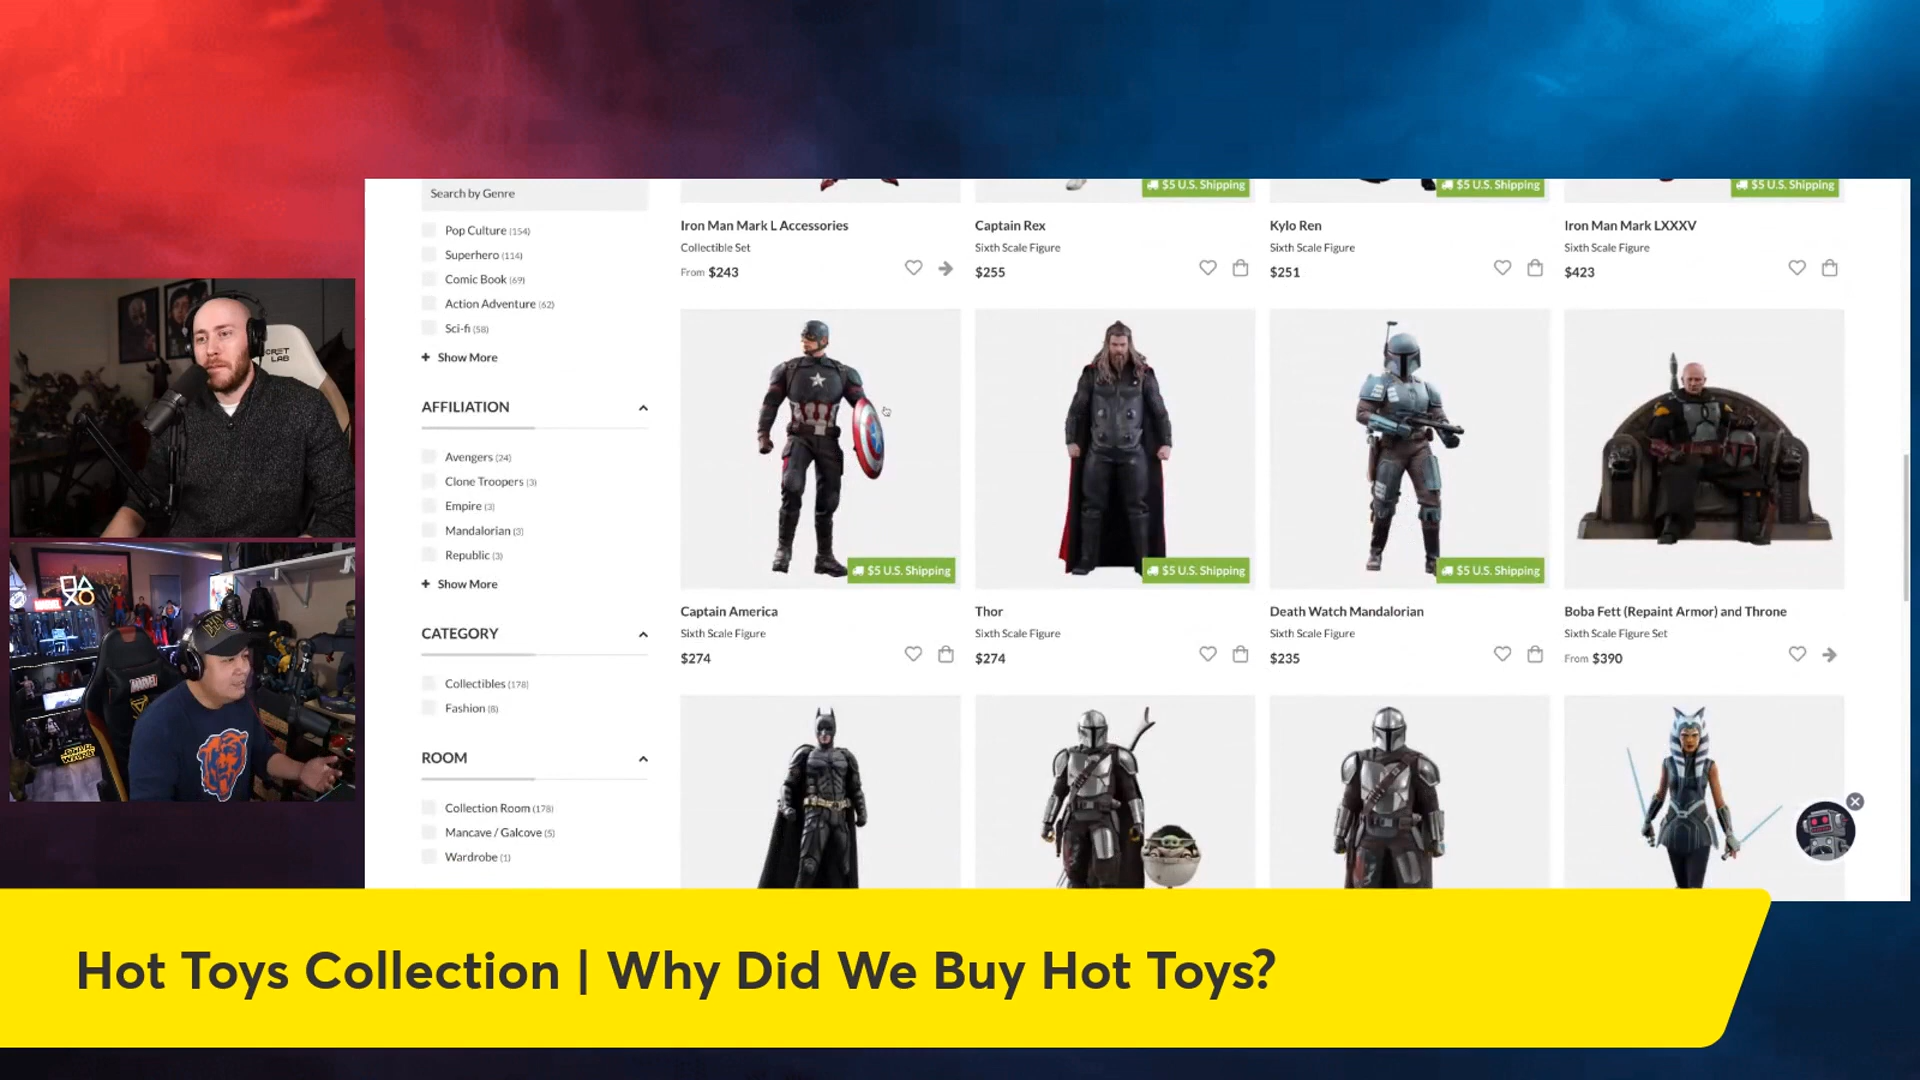 Search by Genre
Pop Culture (154)
Superhero (114)
Comic Book (69)
Action Adventure (62)
Sci-fi (58)
+ Show More
AFFILIATION
Avengers (24)
Clone Troopers (3)
Empire (3)
Mandalorian (3)
Republic (3)
+ Show More
CATEGORY
Collectibles (178)
Fashion (8)
ROOM
Collection Room (178)
Mancave / Galcove (5)
Wardrobe (1)
$5 U.S. Shipping
$5 U.S. Shipping
$5 U.S. Shipping
Iron Man Mark L Accessories
Collectible Set
From $243
Captain Rex
Sixth Scale Figure
$255
Kylo Ren
Sixth Scale Figure
$251
Iron Man Mark LXXXV
Sixth Scale Figure
$423
$5 U.S. Shipping
$5 U.S. Shipping
$5 U.S. Shipping
Captain America
Sixth Scale Figure
$274
Thor
Sixth Scale Figure
$274
Death Watch Mandalorian
Sixth Scale Figure
$235
Boba Fett (Repaint Armor) and Throne
Sixth Scale Figure Set
From $390
LAB
MARVEL
MARVEL
STAR
WARS
Hot Toys Collection | Why Did We Buy Hot Toys?